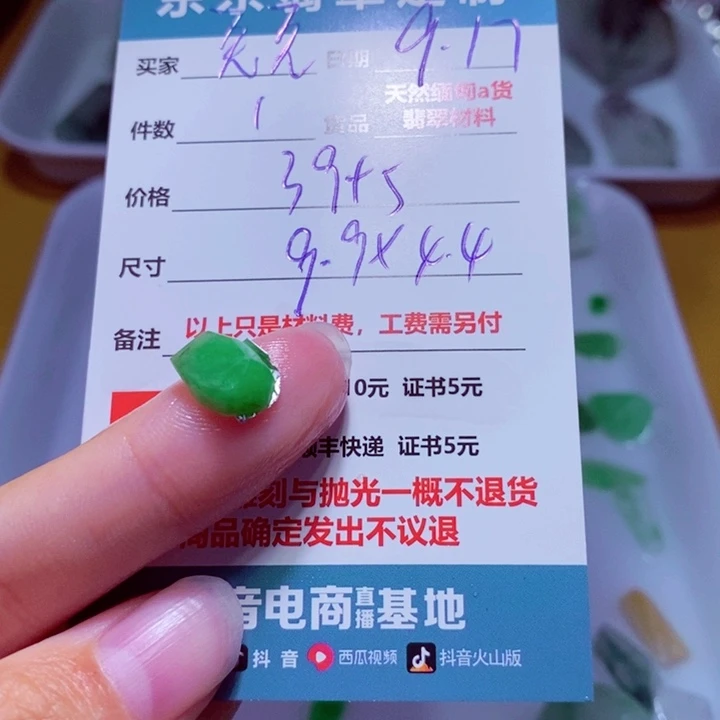 买家 元元 日期 9.17
天然缅甸a货
件数 1 货品 翡翠材料
价格 39+5
尺寸 9.9×4.4
备注 以上只是材料费，工费需另付
10元 证书5元
顺丰快递 证书5元
刻与抛光一概不退货
商品确定发出不议退
音电商直播基地
抖音 西瓜视频 抖音火山版